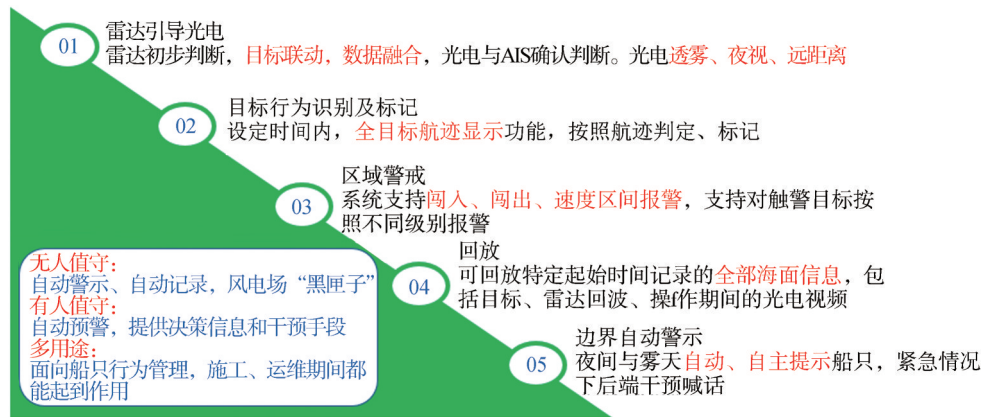 01
雷达引导光电
雷达初步判断，目标联动，数据融合，光电与AIS确认判断。光电透雾、夜视、远距离
02
目标行为识别及标记
设定时间内，全目标航迹显示功能，按照航迹判定、标记
03
区域警戒
系统支持闯入、闯出、速度区间报警，支持对触警目标按
照不同级别报警
04
回放
可回放特定起始时间记录的全部海面信息，包
括目标、雷达回波、操作期间的光电视频
05
边界自动警示
夜间与雾天自动、自主提示船只，紧急情况
下后端干预喊话
无人值守：
自动警示、自动记录，风电场“黑匣子”
有人值守：
自动预警，提供决策信息和干预手段
多用途：
面向船只行为管理，施工、运维期间都
能起到作用